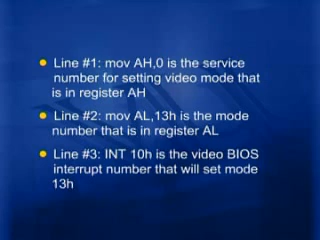 Line #1: mov AH,0 is the service
number for setting video mode that
is in register AH
Line #2: mov AL,13h is the mode
number that is in register AL
Line #3: INT 10h is the video BIOS
interrupt number that will set mode
13h